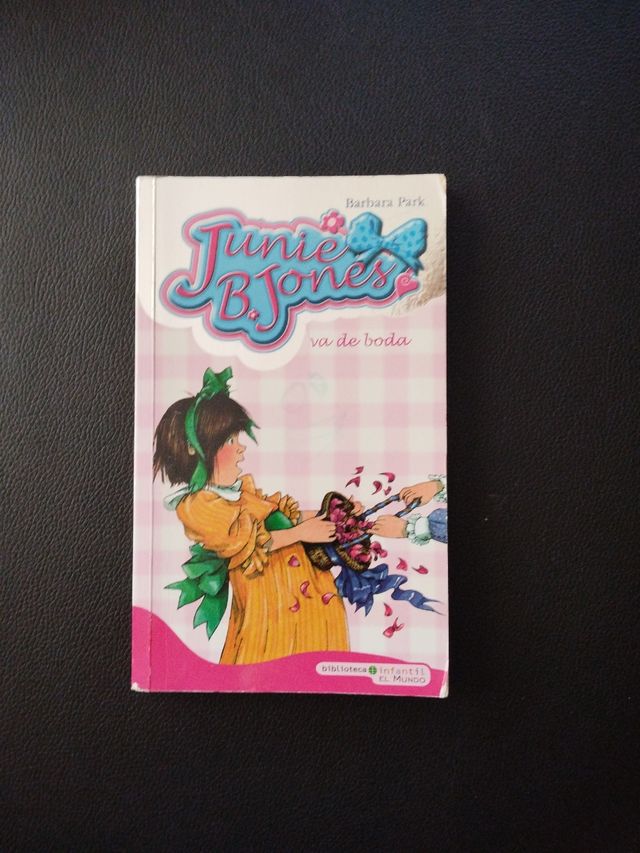 Barbara Park
Junie
B. Jones
va de boda
biblioteca infantil
EL MUNDO